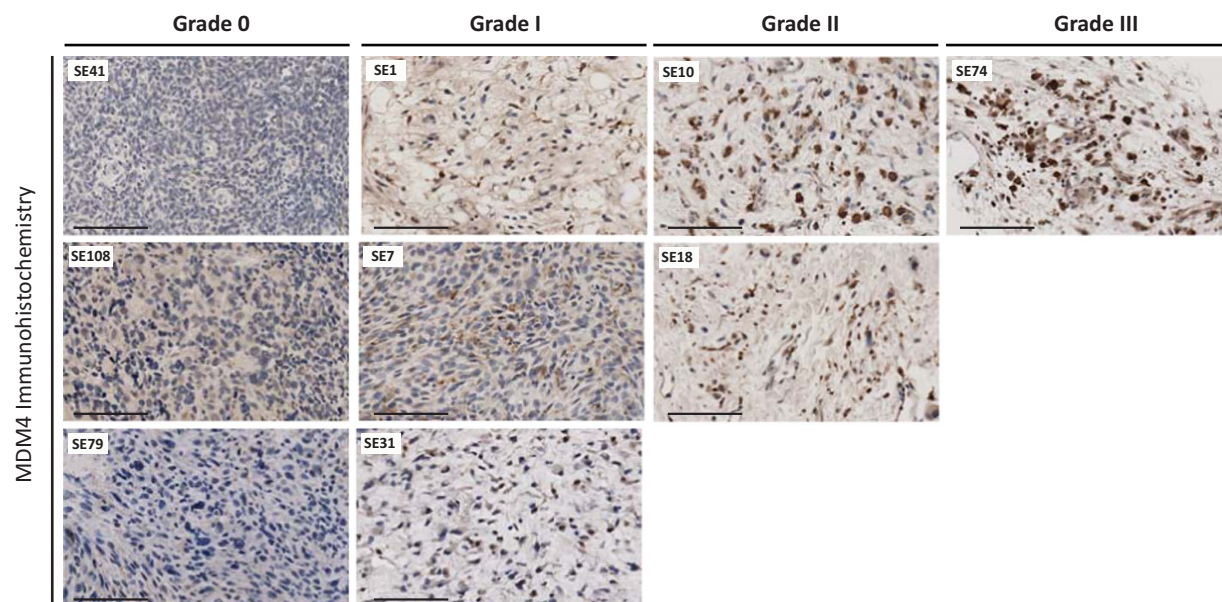 Grade 0 Grade I Grade II Grade III
MDM4 Immunohistochemistry
SE41 SE1 SE10 SE74
SE108 SE7 SE18
SE79 SE31